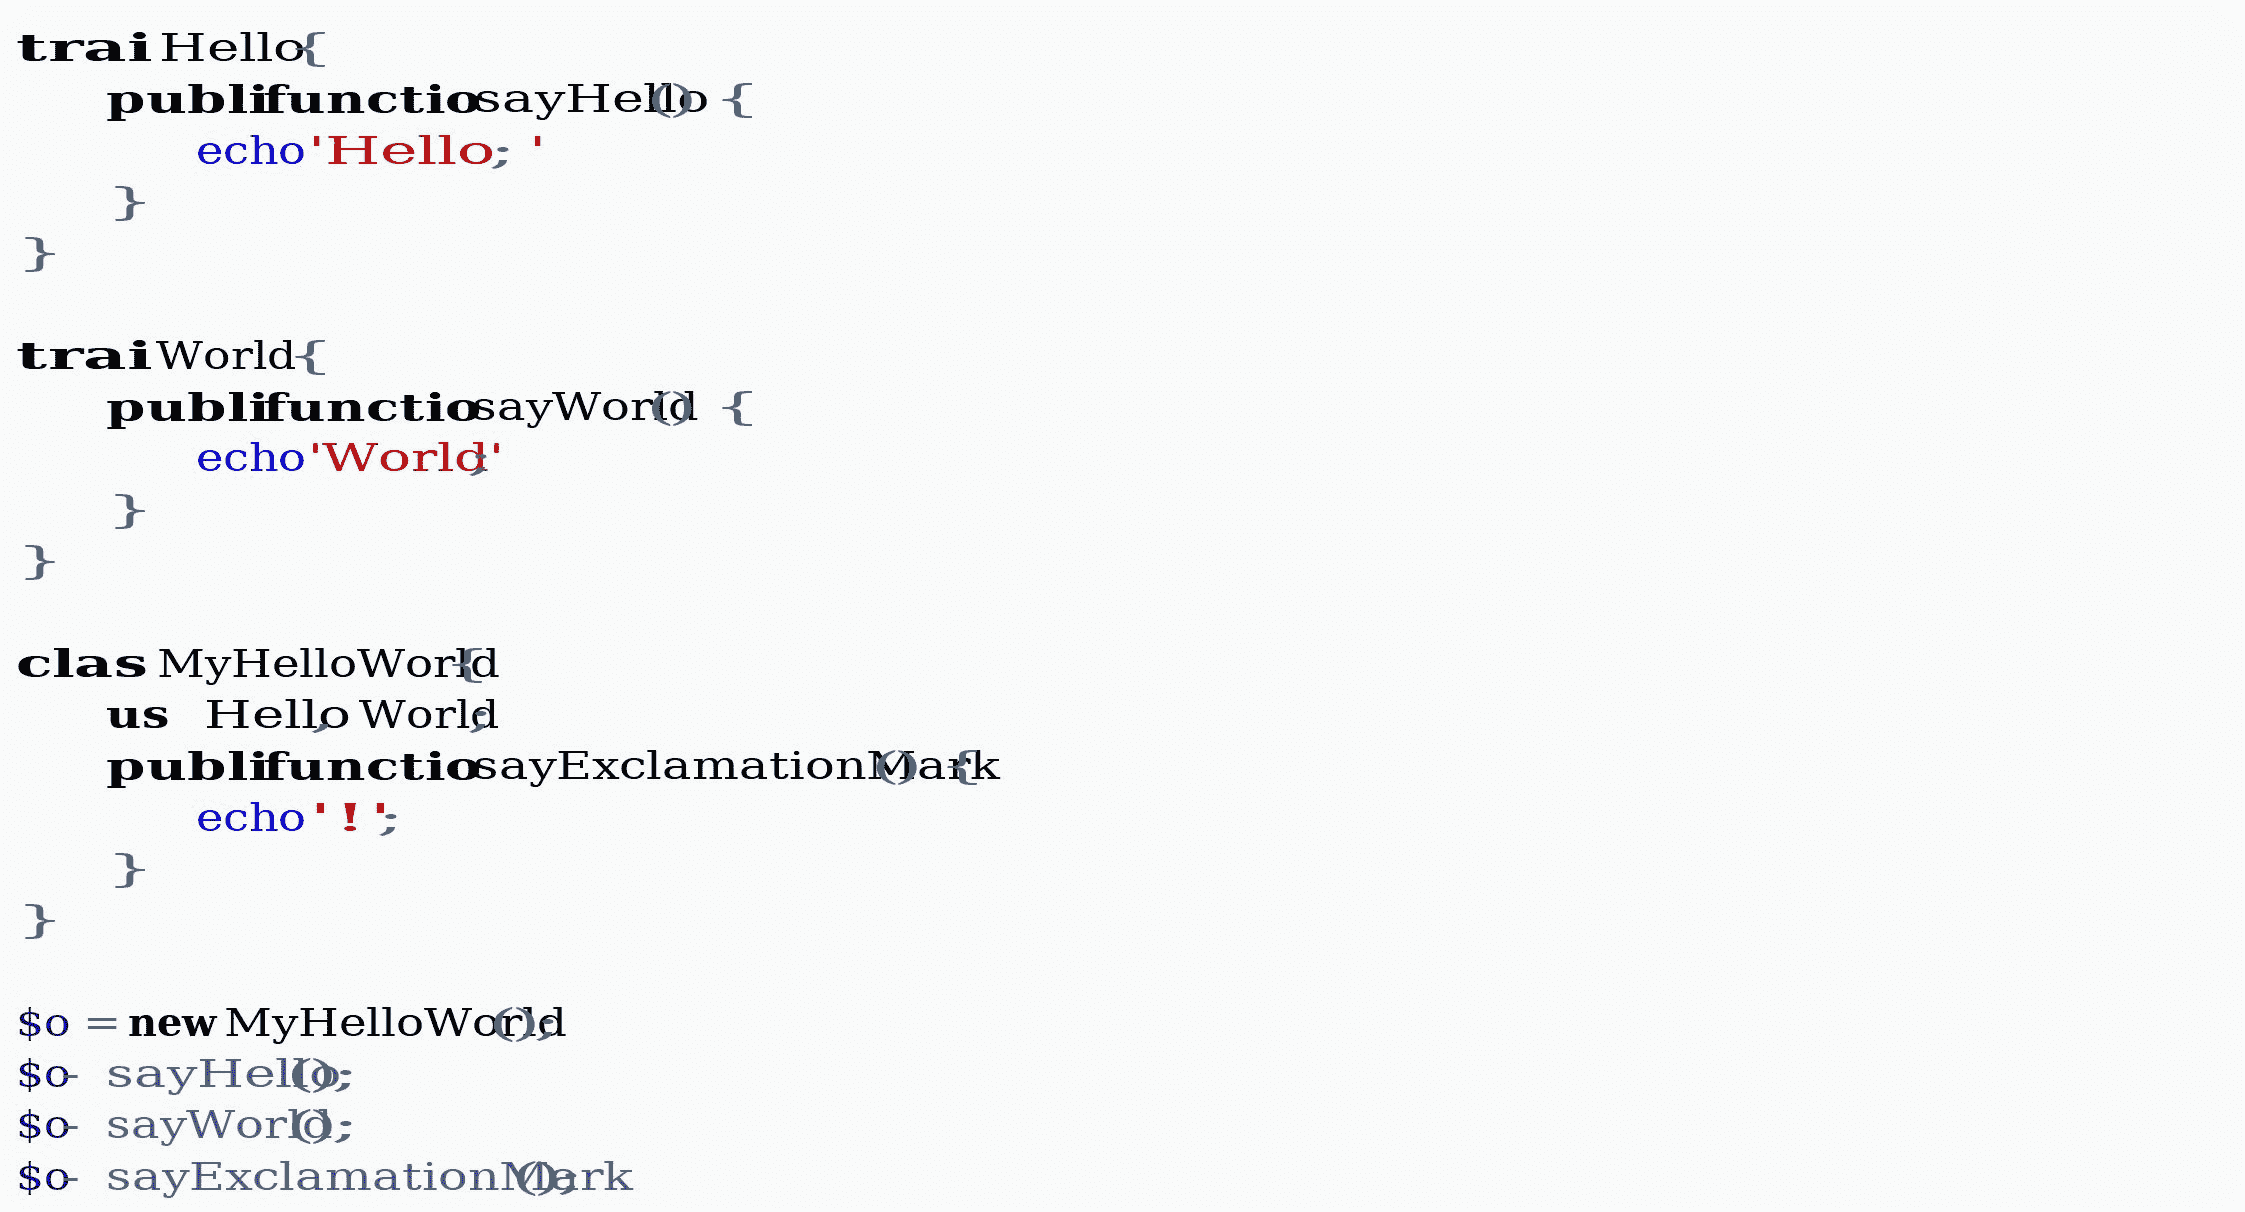 trai Hello {
publi functio sayHello() {
echo 'Hello ';
}
}
trai World {
publi functio sayWorld() {
echo 'World';
}
}
clas MyHelloWorld {
us Hello, World;
publi functio sayExclamationMark() {
echo '!';
}
}
$o = new MyHelloWorld();
$o- sayHello();
$o- sayWorld();
$o- sayExclamationMark();